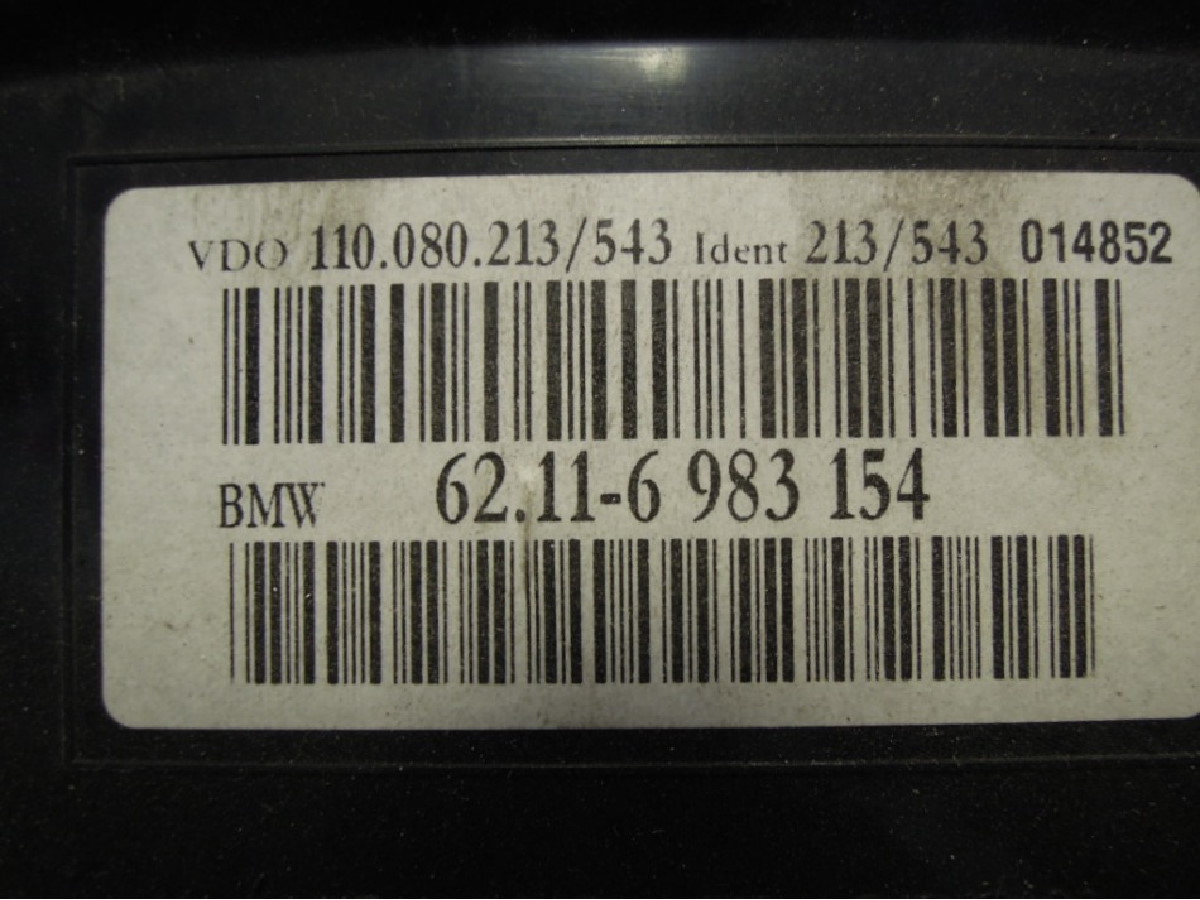 VDO 110.080.213/543 Ident 213/543 014852
BMW 62.11-6 983 154